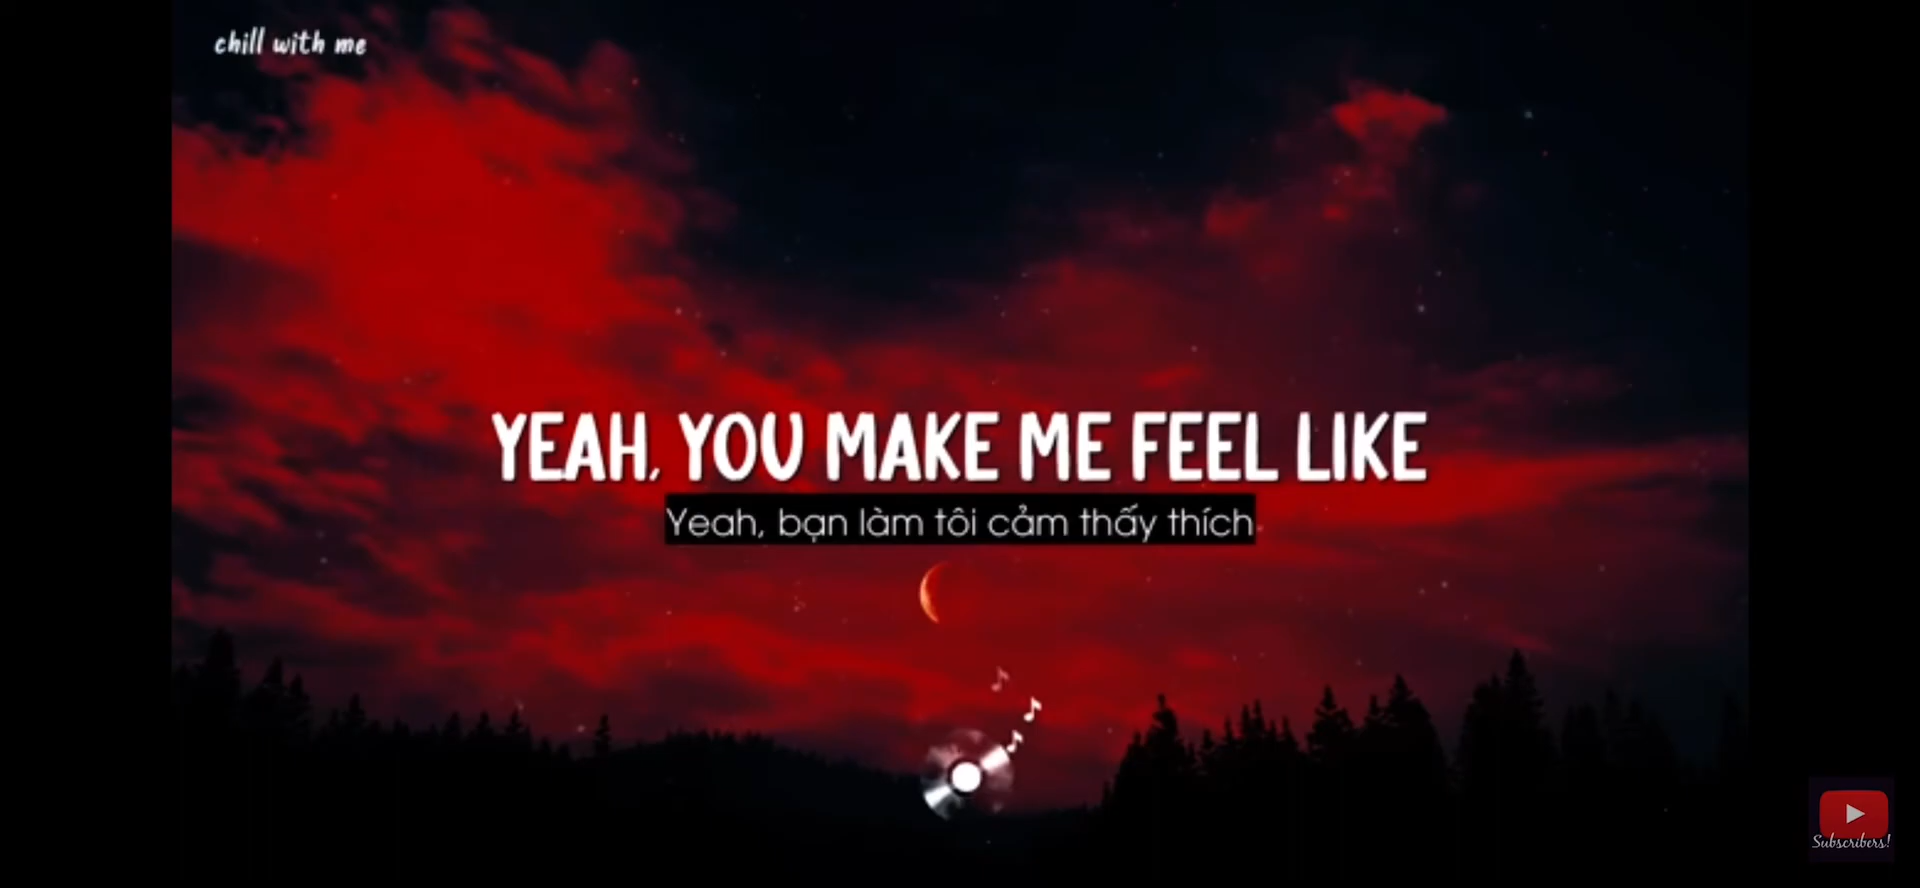 chill with me
YEAH, YOU MAKE ME FEEL LIKE
Yeah, bạn làm tôi cảm thấy thích
Subscribers!